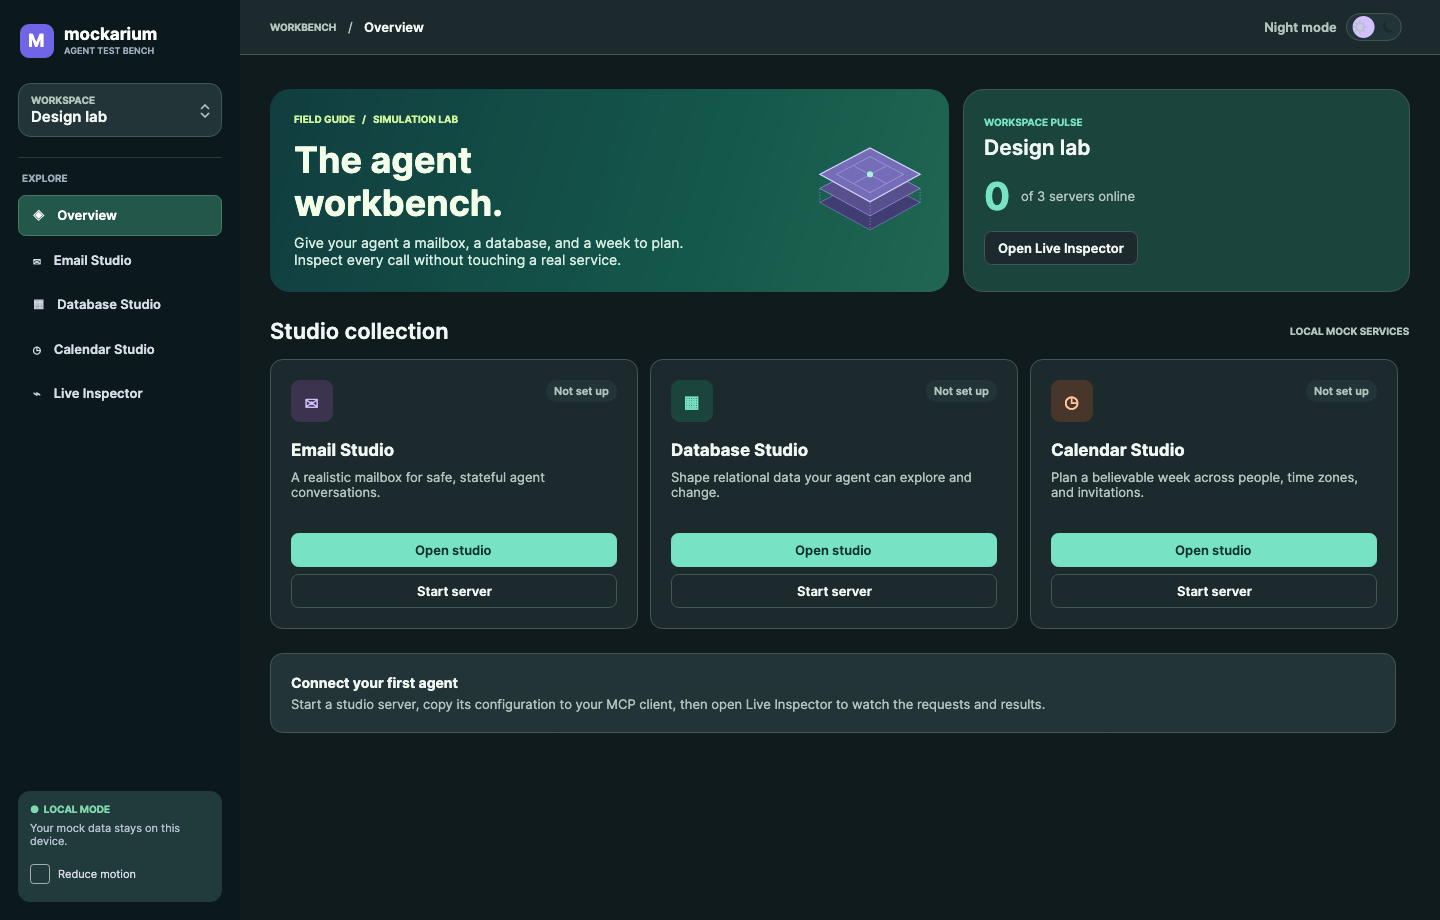 M
mockarium
AGENT TEST BENCH
WORKSPACE
Design lab
EXPLORE
Overview
Email Studio
Database Studio
Calendar Studio
Live Inspector
LOCAL MODE
Your mock data stays on this
device.
Reduce motion
WORKBENCH / Overview
Night mode
FIELD GUIDE / SIMULATION LAB
The agent
workbench.
Give your agent a mailbox, a database, and a week to plan.
Inspect every call without touching a real service.
WORKSPACE PULSE
Design lab
0 of 3 servers online
Open Live Inspector
Studio collection
LOCAL MOCK SERVICES
Not set up
Email Studio
A realistic mailbox for safe, stateful agent
conversations.
Open studio
Start server
Not set up
Database Studio
Shape relational data your agent can explore and
change.
Open studio
Start server
Not set up
Calendar Studio
Plan a believable week across people, time zones,
and invitations.
Open studio
Start server
Connect your first agent
Start a studio server, copy its configuration to your MCP client, then open Live Inspector to watch the requests and results.